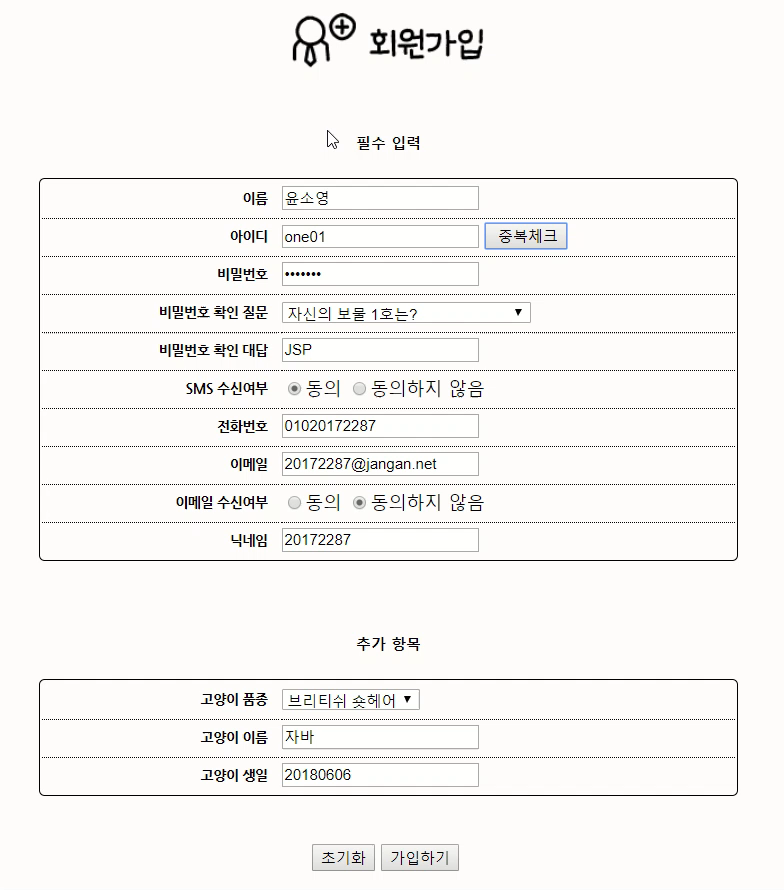 회원가입
필수 입력
이름 윤소영
아이디 one01 중복체크
비밀번호 •••••••
비밀번호 확인 질문 자신의 보물 1호는?
비밀번호 확인 대답 JSP
SMS 수신여부 동의 동의하지 않음
전화번호 01020172287
이메일 20172287@jangan.net
이메일 수신여부 동의 동의하지 않음
닉네임 20172287
추가 항목
고양이 품종 브리티쉬 숏헤어
고양이 이름 자바
고양이 생일 20180606
초기화 가입하기